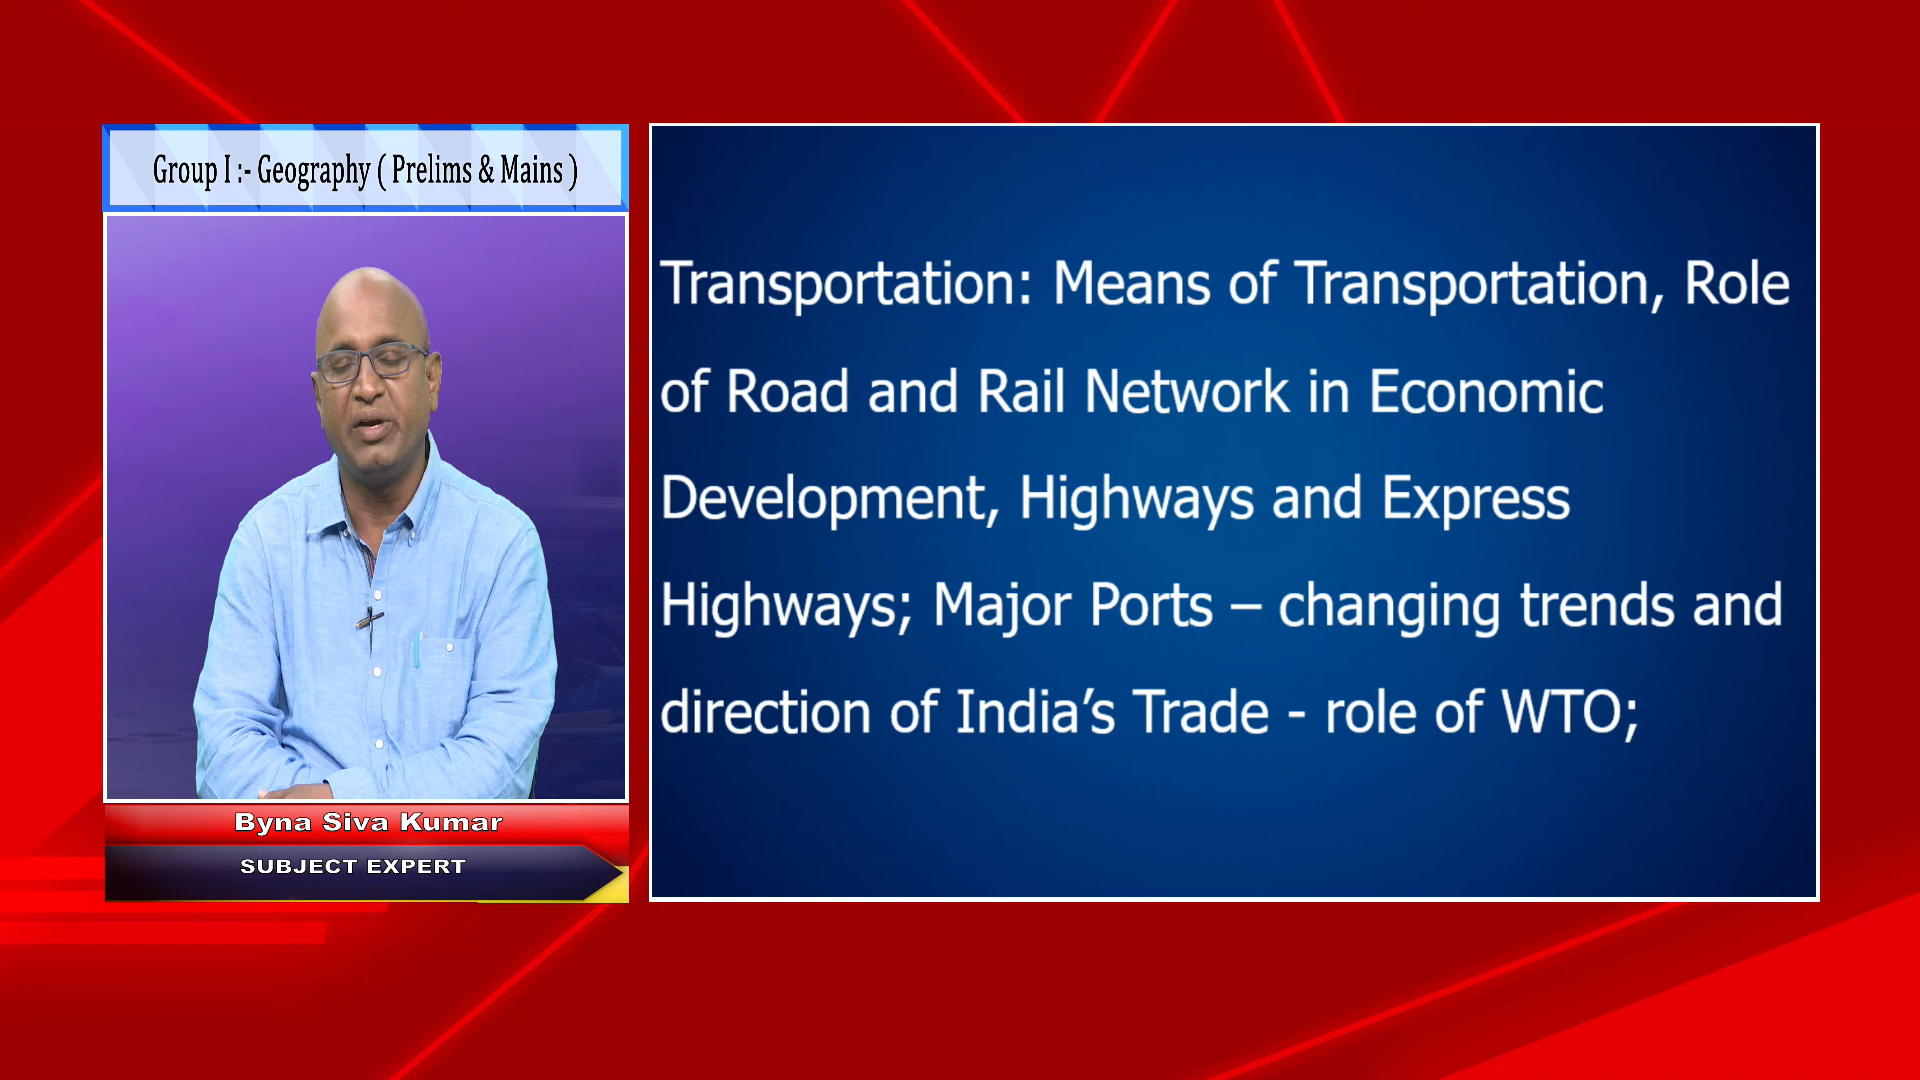 Group I :- Geography ( Prelims & Mains )
Byna Siva Kumar
SUBJECT EXPERT
Transportation: Means of Transportation, Role
of Road and Rail Network in Economic
Development, Highways and Express
Highways; Major Ports – changing trends and
direction of India’s Trade - role of WTO;